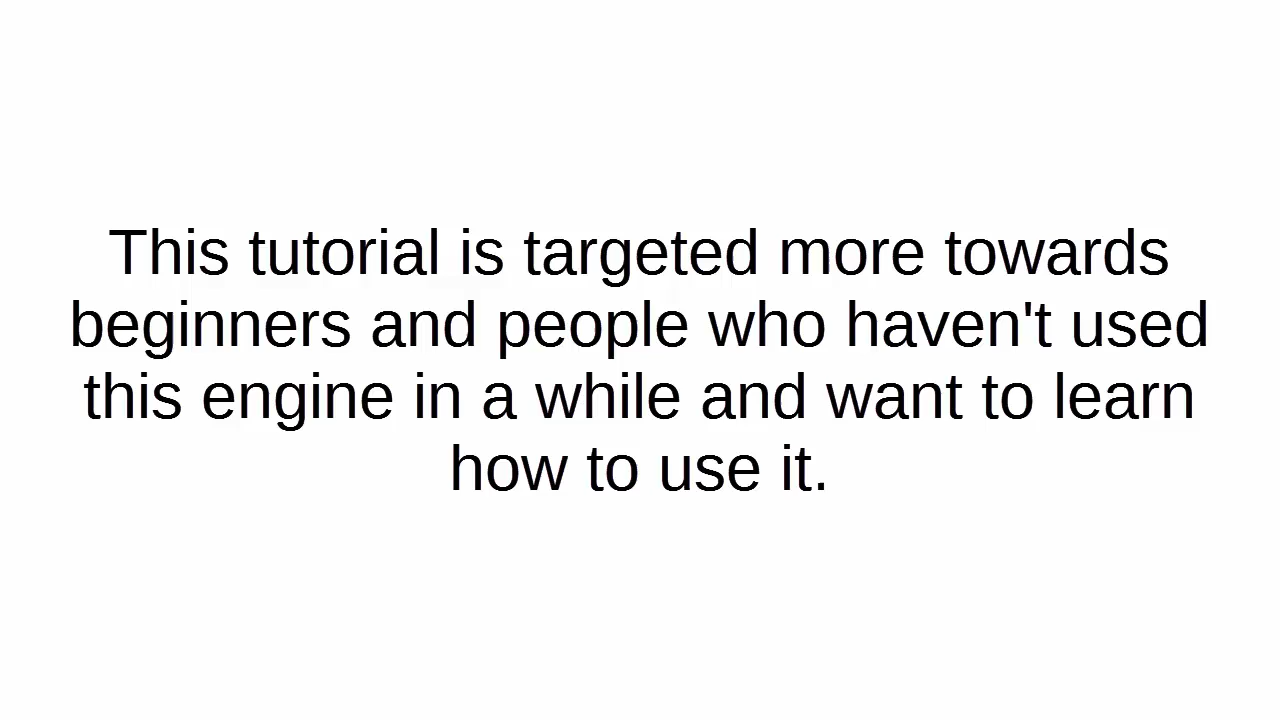 This tutorial is targeted more towards
beginners and people who haven't used
this engine in a while and want to learn
how to use it.